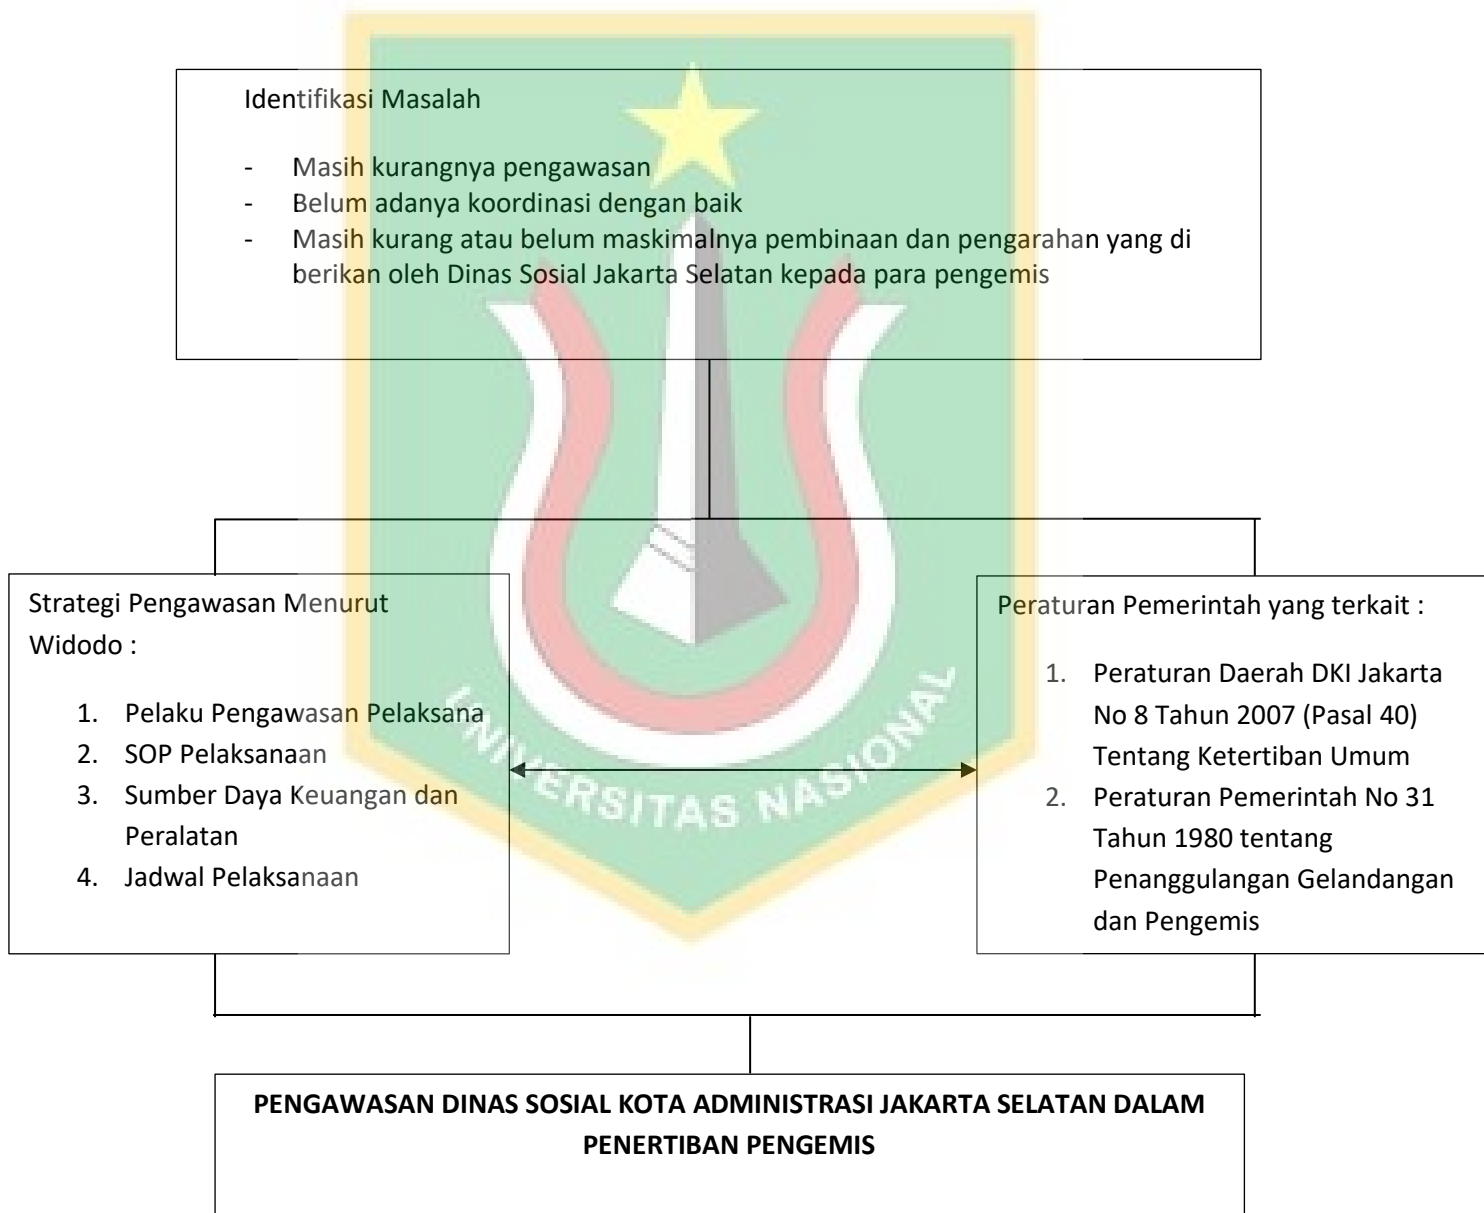 Identifikasi Masalah
- Masih kurangnya pengawasan
- Belum adanya koordinasi dengan baik
- Masih kurang atau belum maskimalnya pembinaan dan pengarahan yang di
berikan oleh Dinas Sosial Jakarta Selatan kepada para pengemis
Strategi Pengawasan Menurut
Widodo :
1. Pelaku Pengawasan Pelaksana
2. SOP Pelaksanaan
3. Sumber Daya Keuangan dan
Peralatan
4. Jadwal Pelaksanaan
Peraturan Pemerintah yang terkait :
1. Peraturan Daerah DKI Jakarta
No 8 Tahun 2007 (Pasal 40)
Tentang Ketertiban Umum
2. Peraturan Pemerintah No 31
Tahun 1980 tentang
Penanggulangan Gelandangan
dan Pengemis
UNIVERSITAS NASIONAL
PENGAWASAN DINAS SOSIAL KOTA ADMINISTRASI JAKARTA SELATAN DALAM
PENERTIBAN PENGEMIS